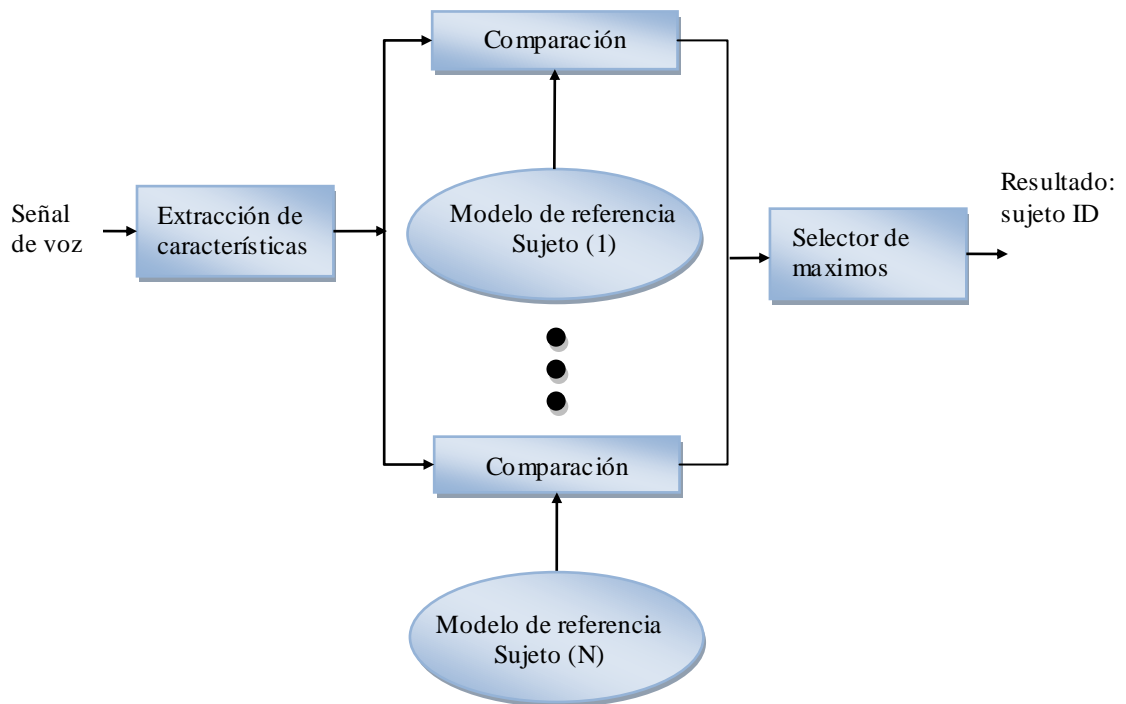 Comparación
Modelo de referencia
Sujeto (1)
Señal
de voz
Extracción de
características
Resultado:
sujeto ID
Selector de
maximos
Comparación
Modelo de referencia
Sujeto (N)